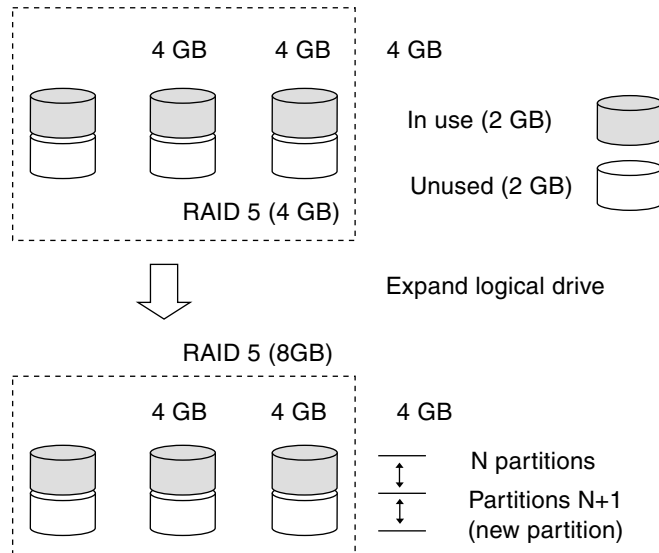 4 GB 4 GB 4 GB
In use (2 GB)
Unused (2 GB)
RAID 5 (4 GB)
Expand logical drive
RAID 5 (8GB)
4 GB 4 GB 4 GB
N partitions
Partitions N+1
(new partition)